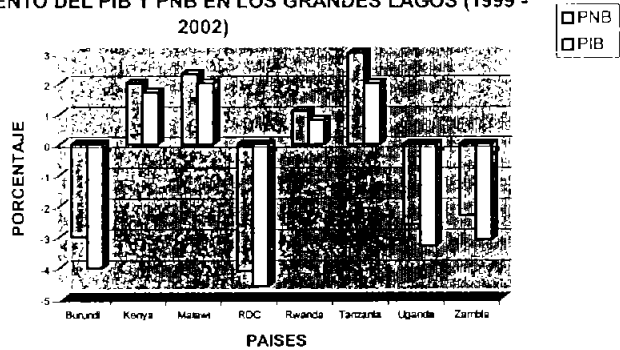 ENTO DEL PIB Y PNB EN LOS GRANDES LAGOS (1999 -
2002)
PNB
PIB
PORCENTAJE
3
2
1
0
-1
-2
-3
-4
-5
Burundi Kenya Malawi RDC Rwanda Tanzania Uganda Zambia
PAISES